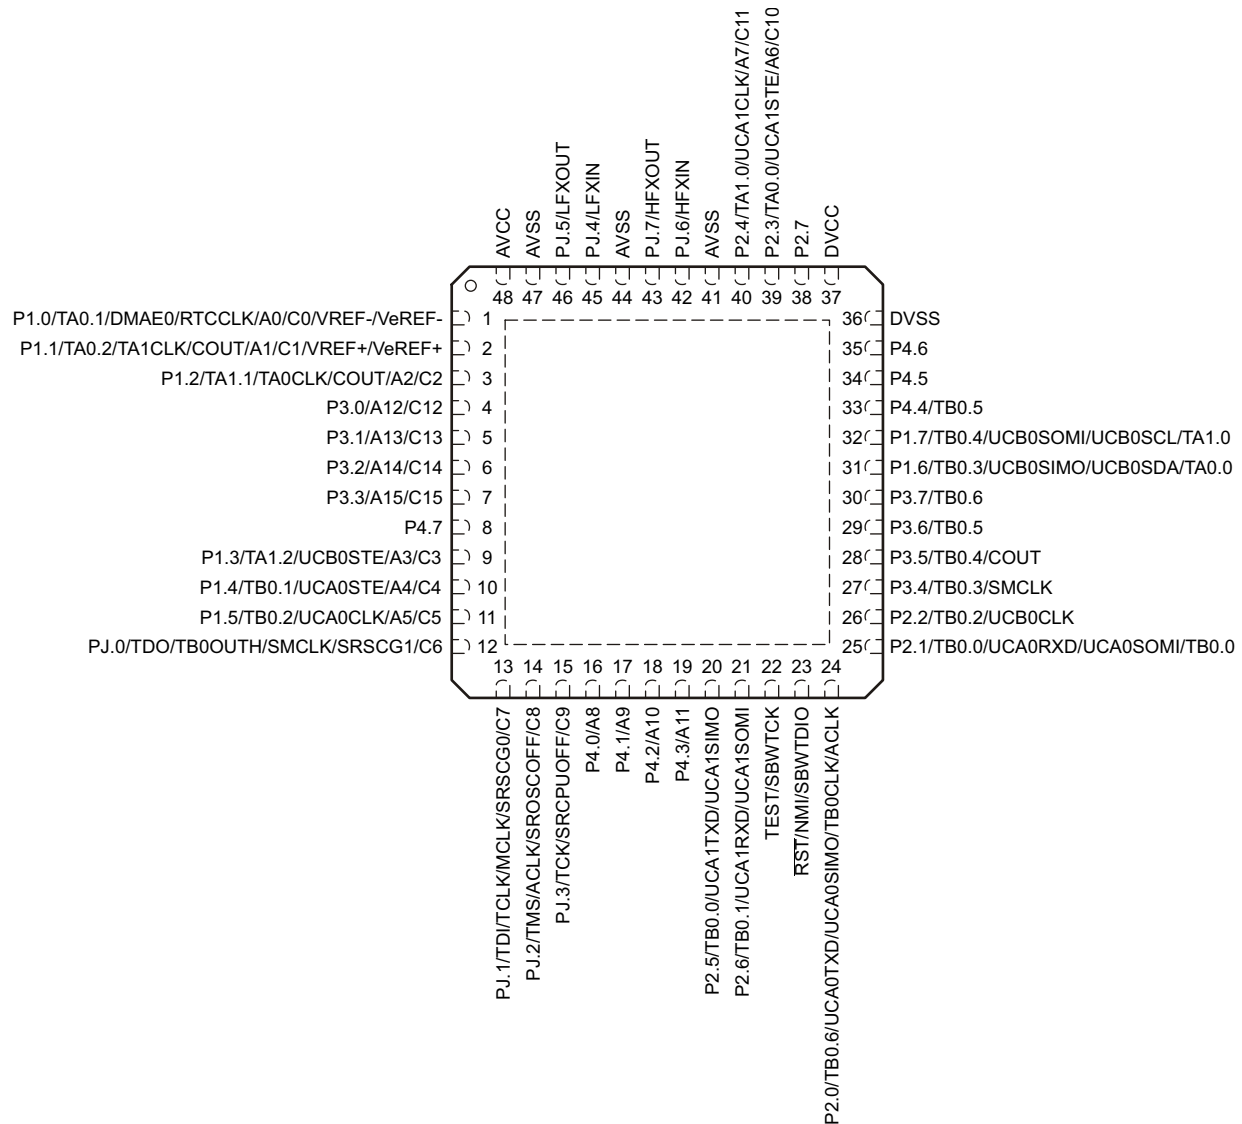 P2.4/TA1.0/UCA1CLK/A7/C11
P2.3/TA0.0/UCA1STE/A6/C10
AVCC
AVSS
PJ.5/LFXOUT
PJ.4/LFXIN
AVSS
PJ.7/HFXOUT
PJ.6/HFXIN
AVSS
P2.7
DVCC
48 47 46 45 44 43 42 41 40 39 38 37
P1.0/TA0.1/DMAE0/RTCCLK/A0/C0/VREF-/VeREF- 1
P1.1/TA0.2/TA1CLK/COUT/A1/C1/VREF+/VeREF+ 2
P1.2/TA1.1/TA0CLK/COUT/A2/C2 3
P3.0/A12/C12 4
P3.1/A13/C13 5
P3.2/A14/C14 6
P3.3/A15/C15 7
P4.7 8
P1.3/TA1.2/UCB0STE/A3/C3 9
P1.4/TB0.1/UCA0STE/A4/C4 10
P1.5/TB0.2/UCA0CLK/A5/C5 11
PJ.0/TDO/TB0OUTH/SMCLK/SRSCG1/C6 12
36 DVSS
35 P4.6
34 P4.5
33 P4.4/TB0.5
32 P1.7/TB0.4/UCB0SOMI/UCB0SCL/TA1.0
31 P1.6/TB0.3/UCB0SIMO/UCB0SDA/TA0.0
30 P3.7/TB0.6
29 P3.6/TB0.5
28 P3.5/TB0.4/COUT
27 P3.4/TB0.3/SMCLK
26 P2.2/TB0.2/UCB0CLK
25 P2.1/TB0.0/UCA0RXD/UCA0SOMI/TB0.0
13 14 15 16 17 18 19 20 21 22 23 24
PJ.1/TDI/TCLK/MCLK/SRSCG0/C7
PJ.2/TMS/ACLK/SROSCOFF/C8
PJ.3/TCK/SRCPUOFF/C9
P4.0/A8
P4.1/A9
P4.2/A10
P4.3/A11
P2.5/TB0.0/UCA1TXD/UCA1SIMO
P2.6/TB0.1/UCA1RXD/UCA1SOMI
TEST/SBWTCK
RST/NMI/SBWTDIO
P2.0/TB0.6/UCA0TXD/UCA0SIMO/TB0CLK/ACLK